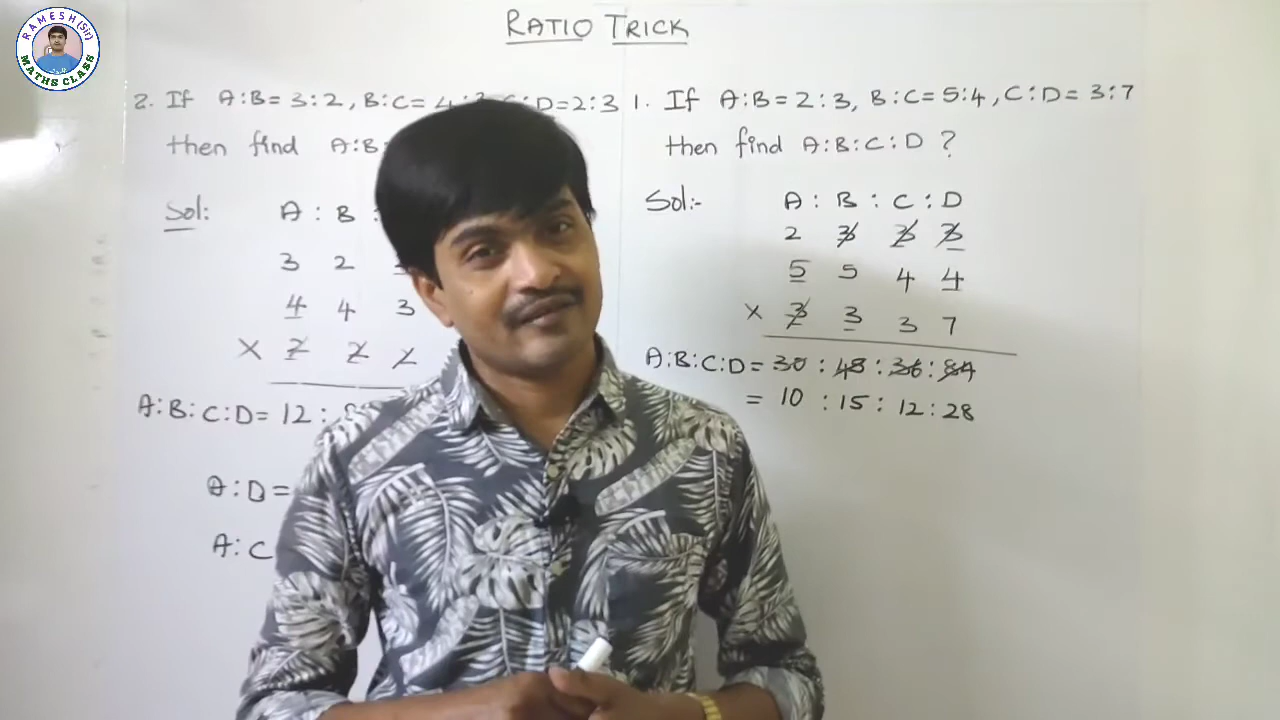 RAMESH (Sir)
MATHS CLASS
RATIO TRICK
2. If A:B = 3:2, B:C = 4: C:D = 2:3
then find A:B
Sol:
A : B :
3 2
4 4 3
× 2 2 2
A:B:C:D = 12 :
A:D =
A:C
1. If A:B = 2:3, B:C = 5:4, C:D = 3:7
then find A:B:C:D ?
Sol:-
A : B : C : D
2 3 3 3
5 5 4 4
× 3 3 3 7
A:B:C:D = 30 : 48 : 36 : 84
= 10 : 15 : 12 : 28